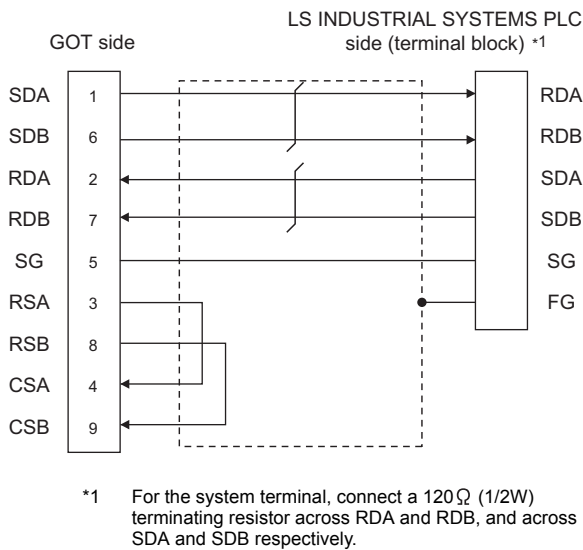 LS INDUSTRIAL SYSTEMS PLC
GOT side side (terminal block) *1
SDA 1 RDA
SDB 6 RDB
RDA 2 SDA
RDB 7 SDB
SG 5 SG
RSA 3 FG
RSB 8
CSA 4
CSB 9
*1 For the system terminal, connect a 120Ω (1/2W)
terminating resistor across RDA and RDB, and across
SDA and SDB respectively.